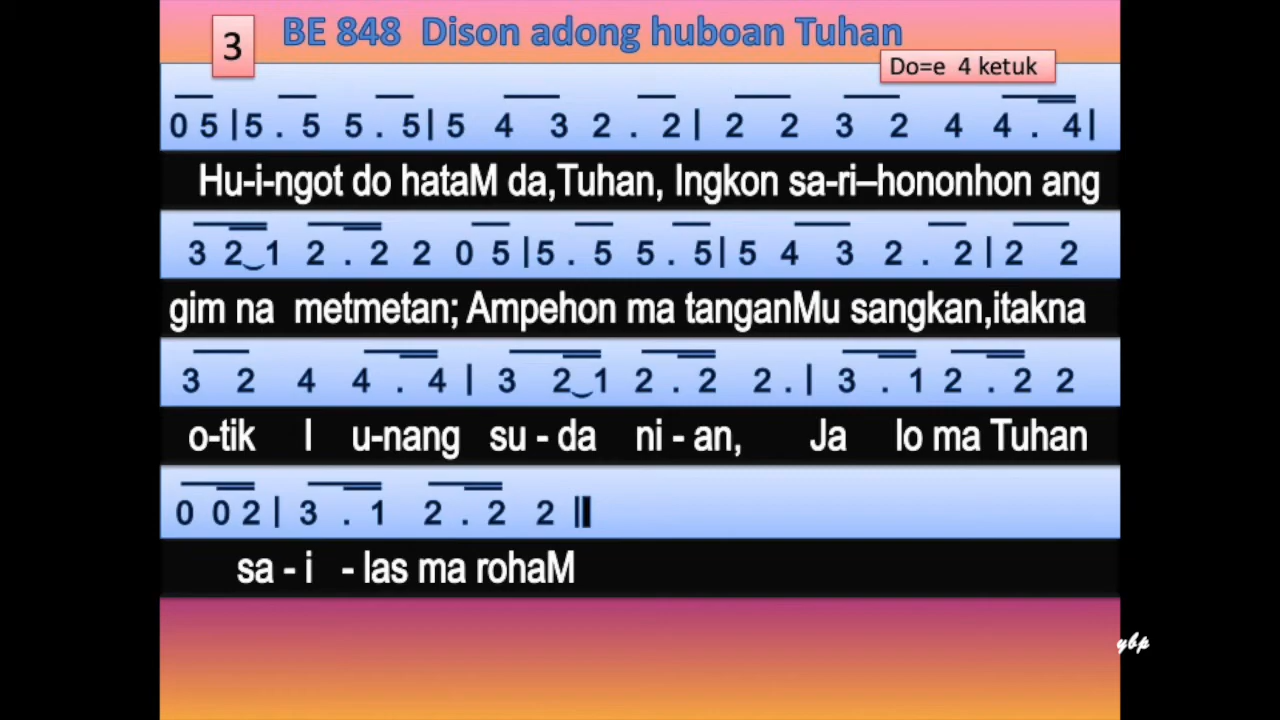 3
BE 848 Dison adong huboan Tuhan
Do=e 4 ketuk
0 5 | 5 . 5 5 . 5 | 5 4 3 2 . 2 | 2 2 3 2 4 4 . 4 |
Hu-i-ngot do hataM da,Tuhan, Ingkon sa-ri–hononhon ang
3 2 1 2 . 2 2 0 5 | 5 . 5 5 . 5 | 5 4 3 2 . 2 | 2 2
gim na metmetan; Ampehon ma tanganMu sangkan,itakna
3 2 4 4 . 4 | 3 2 1 2 . 2 2 . | 3 . 1 2 . 2 2
o-tik I u-nang su - da ni - an, Ja lo ma Tuhan
0 0 2 | 3 . 1 2 . 2 2 ||
sa - i - las ma rohaM
ybp